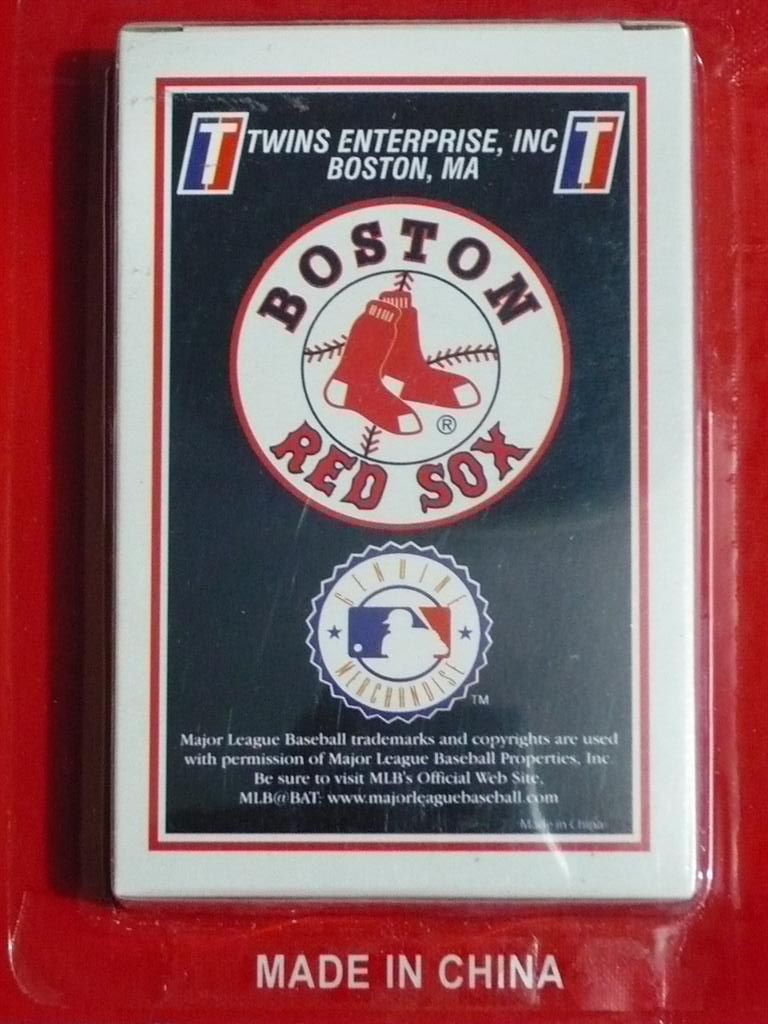 T TWINS ENTERPRISE, INC T
BOSTON, MA
BOSTON
RED SOX
®
GENUINE
MERCHANDISE
TM
Major League Baseball trademarks and copyrights are used
with permission of Major League Baseball Properties, Inc.
Be sure to visit MLB's Official Web Site,
MLB@BAT: www.majorleaguebaseball.com
Made in China
MADE IN CHINA